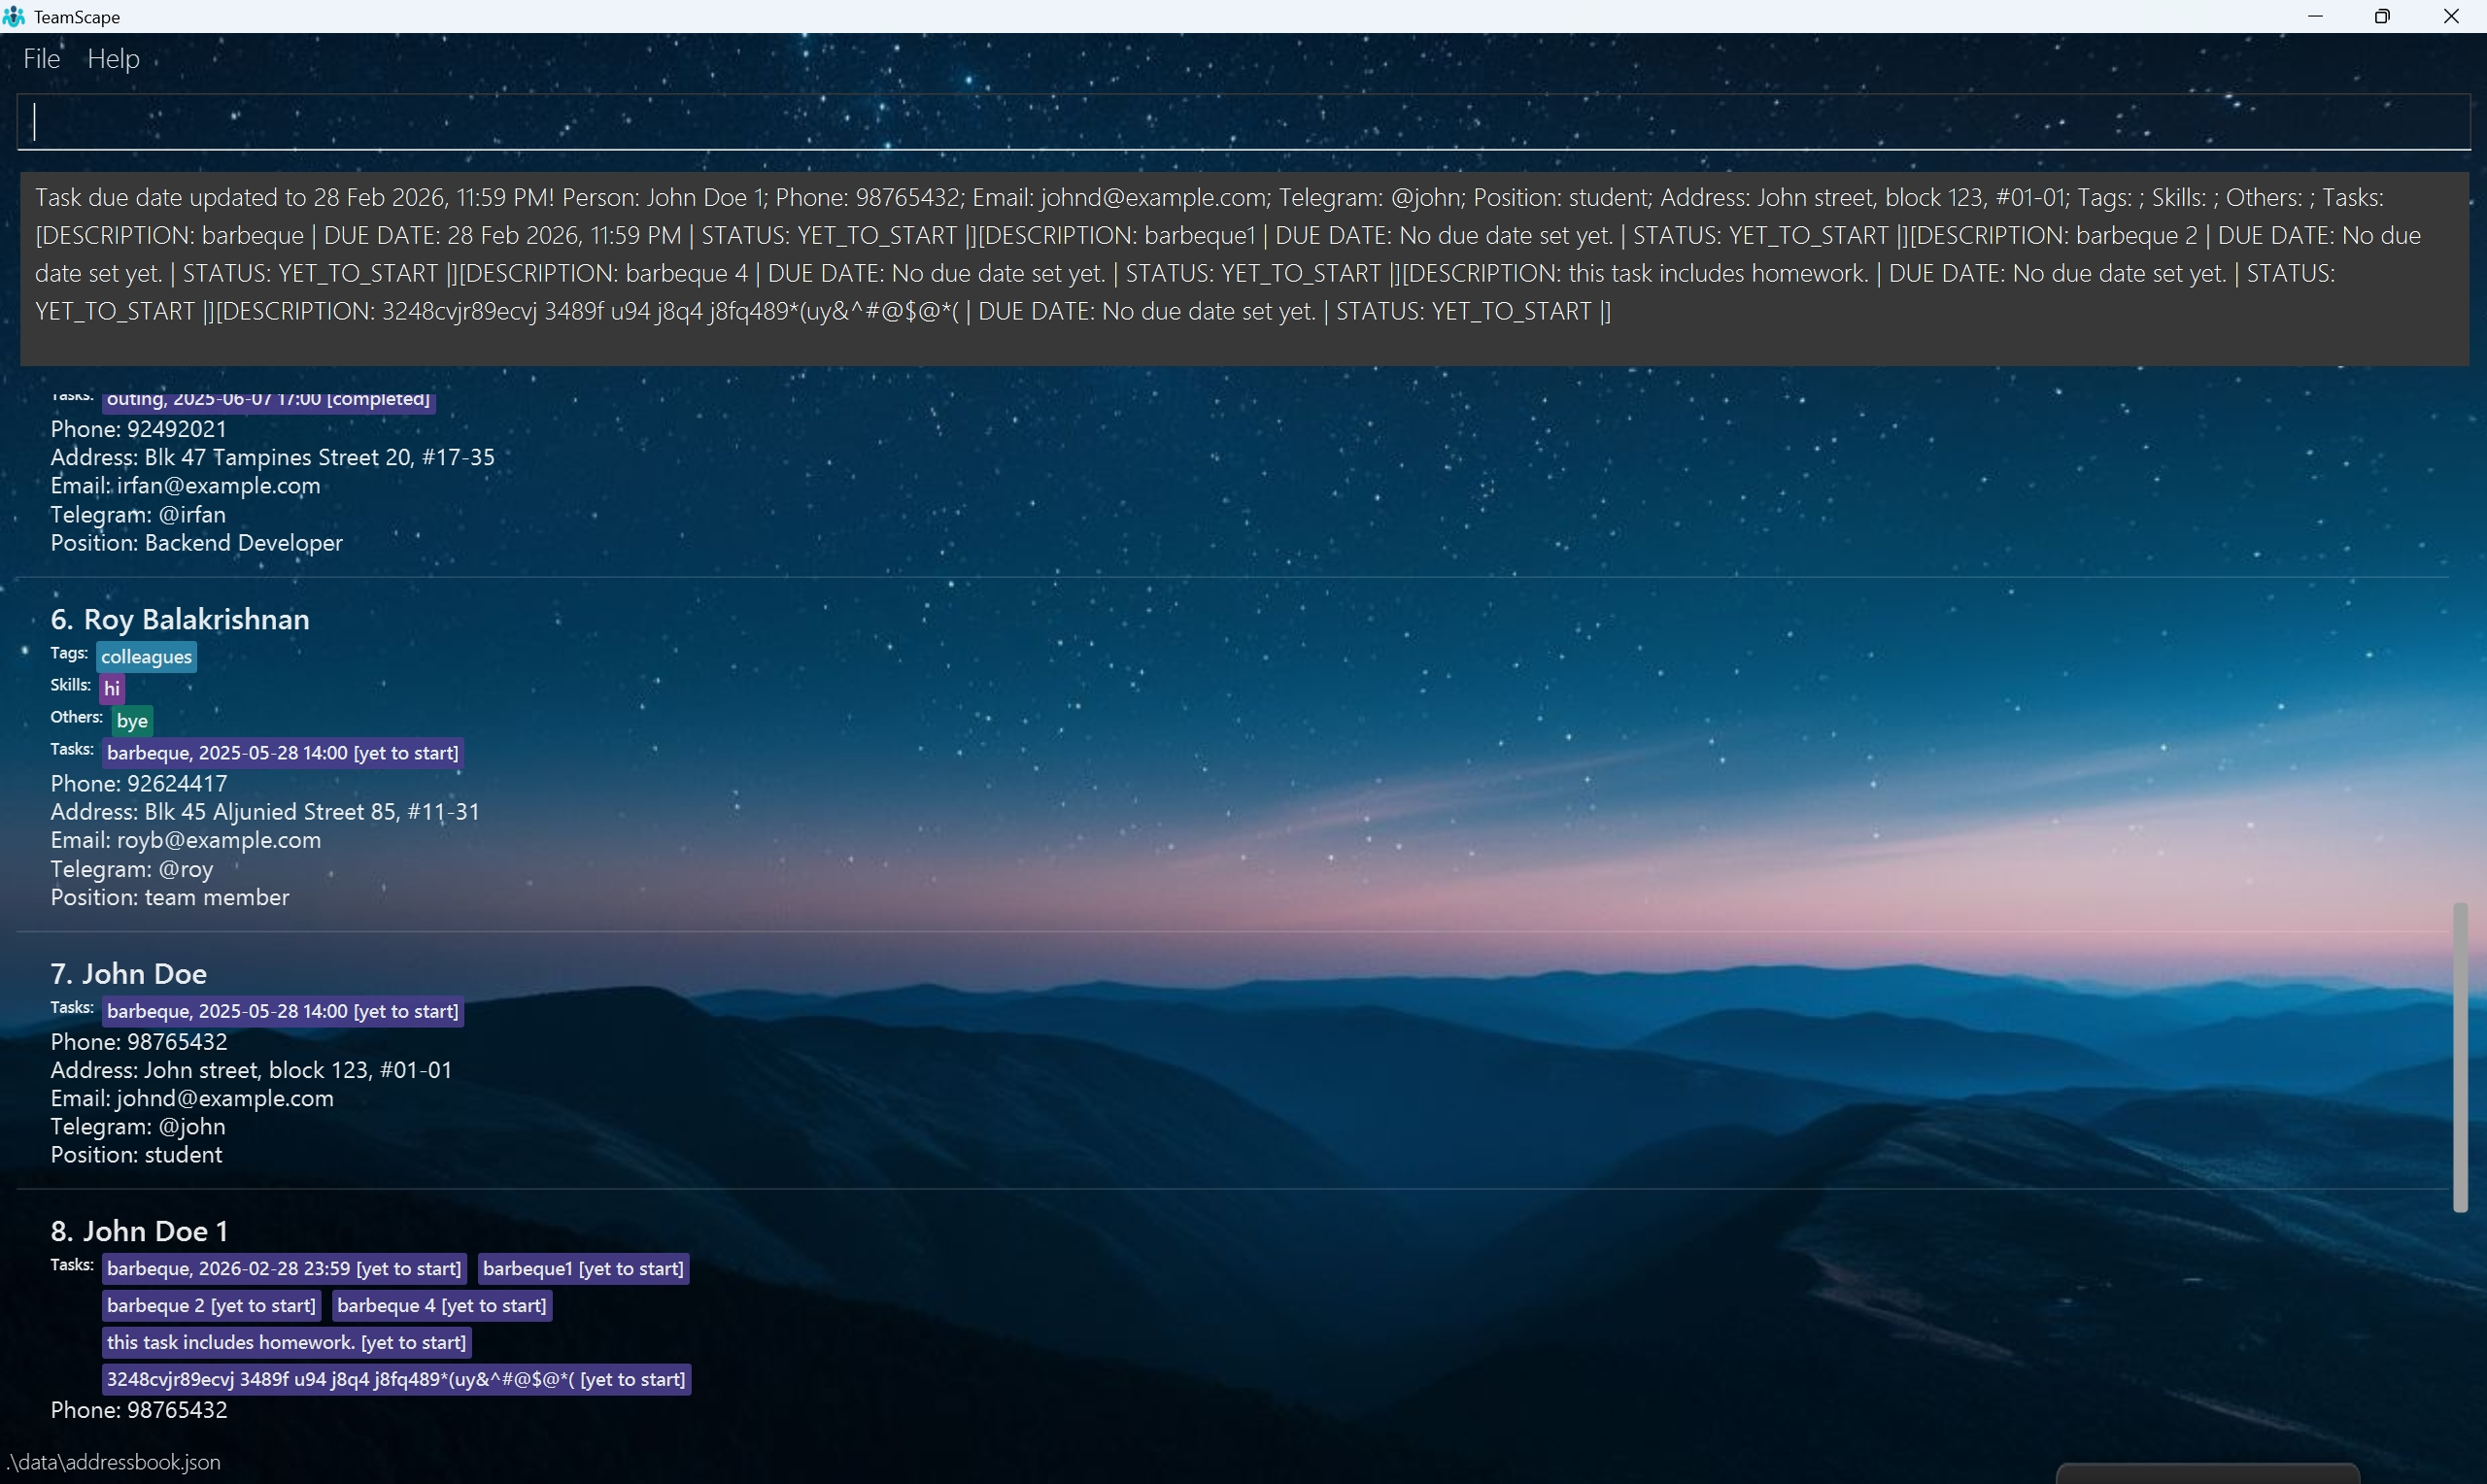 TeamScape
File Help
Task due date updated to 28 Feb 2026, 11:59 PM! Person: John Doe 1; Phone: 98765432; Email: johnd@example.com; Telegram: @john; Position: student; Address: John street, block 123, #01-01; Tags: ; Skills: ; Others: ; Tasks:
[DESCRIPTION: barbeque | DUE DATE: 28 Feb 2026, 11:59 PM | STATUS: YET_TO_START |][DESCRIPTION: barbeque1 | DUE DATE: No due date set yet. | STATUS: YET_TO_START |][DESCRIPTION: barbeque 2 | DUE DATE: No due
date set yet. | STATUS: YET_TO_START |][DESCRIPTION: barbeque 4 | DUE DATE: No due date set yet. | STATUS: YET_TO_START |][DESCRIPTION: this task includes homework. | DUE DATE: No due date set yet. | STATUS:
YET_TO_START |][DESCRIPTION: 3248cvjr89ecvj 3489f u94 j8q4 j8fq489*(uy&^#@$@*( | DUE DATE: No due date set yet. | STATUS: YET_TO_START |]
Tasks: outing, 2025-06-07 17:00 [completed]
Phone: 92492021
Address: Blk 47 Tampines Street 20, #17-35
Email: irfan@example.com
Telegram: @irfan
Position: Backend Developer
6. Roy Balakrishnan
Tags: colleagues
Skills: hi
Others: bye
Tasks: barbeque, 2025-05-28 14:00 [yet to start]
Phone: 92624417
Address: Blk 45 Aljunied Street 85, #11-31
Email: royb@example.com
Telegram: @roy
Position: team member
7. John Doe
Tasks: barbeque, 2025-05-28 14:00 [yet to start]
Phone: 98765432
Address: John street, block 123, #01-01
Email: johnd@example.com
Telegram: @john
Position: student
8. John Doe 1
Tasks: barbeque, 2026-02-28 23:59 [yet to start] barbeque1 [yet to start]
barbeque 2 [yet to start] barbeque 4 [yet to start]
this task includes homework. [yet to start]
3248cvjr89ecvj 3489f u94 j8q4 j8fq489*(uy&^#@$@*( [yet to start]
Phone: 98765432
.\data\addressbook.json